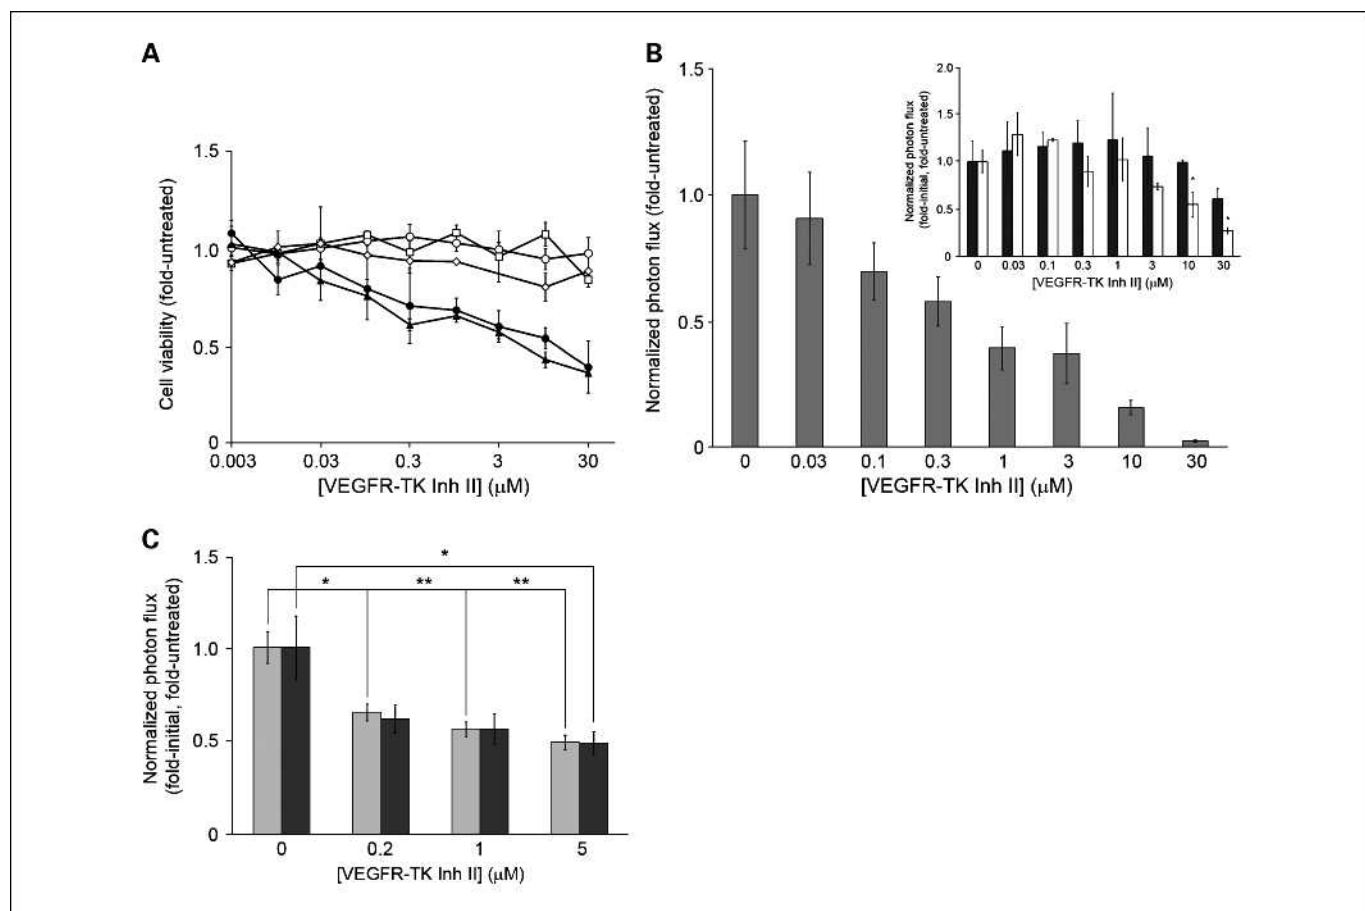 A
Cell viability (fold-untreated)
1.5
1.0
0.5
0
0.003 0.03 0.3 3 30
[VEGFR-TK Inh II] (μM)
B
Normalized photon flux (fold-untreated)
1.5
1.0
0.5
0
0 0.03 0.1 0.3 1 3 10 30
[VEGFR-TK Inh II] (μM)
Normalized photon flux
(fold-initial, fold-untreated)
2.0
1.5
1.0
0.5
0
* *
0 0.03 0.1 0.3 1 3 10 30
[VEGFR-TK Inh II] (μM)
C
Normalized photon flux
(fold-initial, fold-untreated)
1.5
1.0
0.5
0
*
* ** **
0 0.2 1 5
[VEGFR-TK Inh II] (μM)